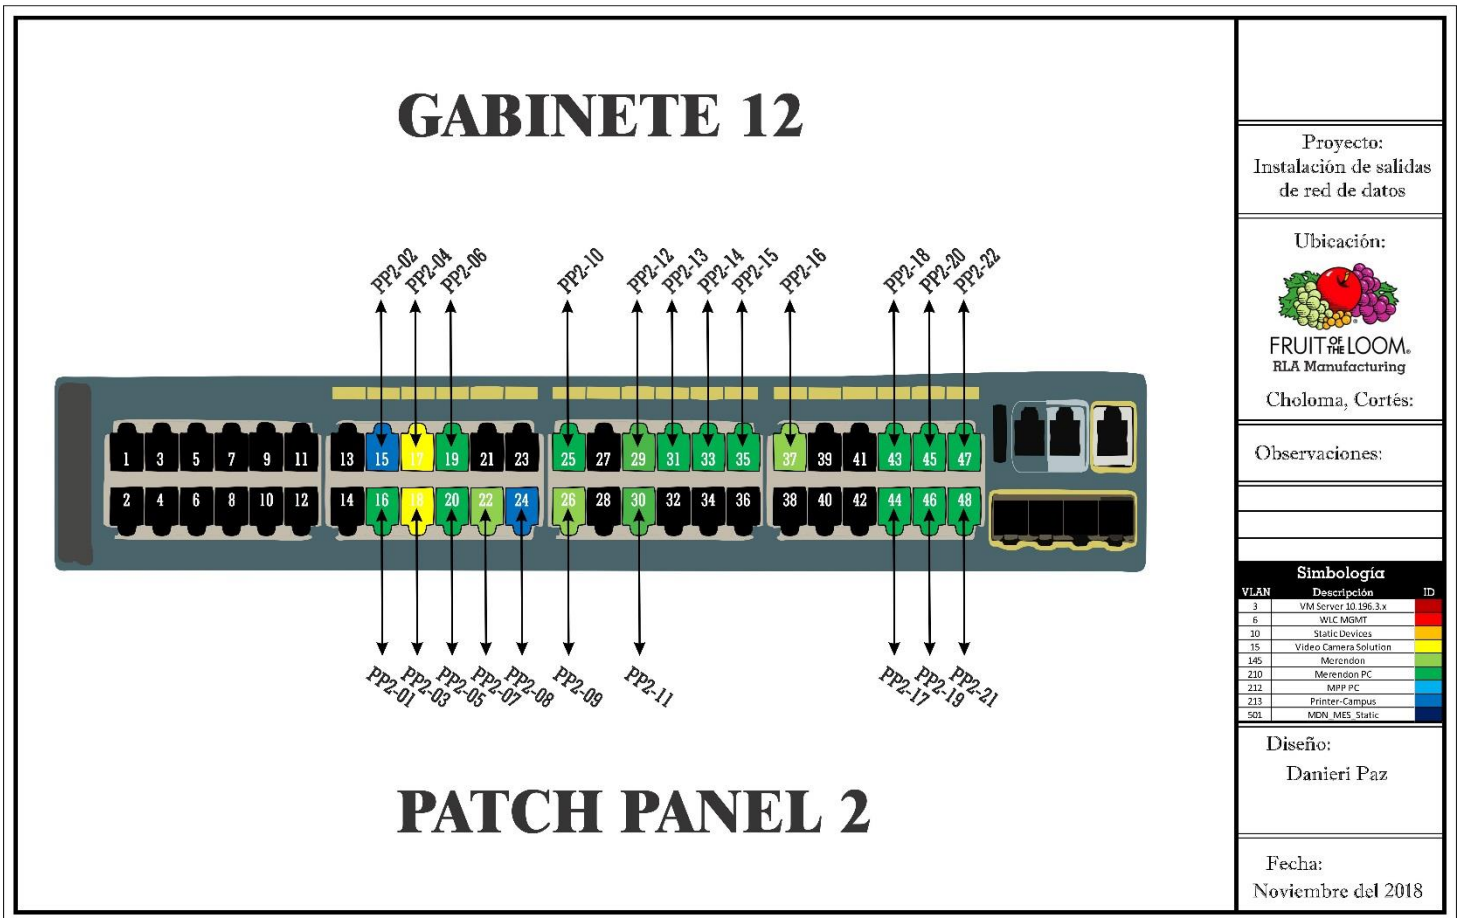 GABINETE 12
PP2-02 PP2-04 PP2-06 PP2-10 PP2-12 PP2-13 PP2-14 PP2-15 PP2-16 PP2-18 PP2-20 PP2-22
1 3 5 7 9 11 13 15 17 19 21 23 25 27 29 31 33 35 37 39 41 43 45 47
2 4 6 8 10 12 14 16 18 20 22 24 26 28 30 32 34 36 38 40 42 44 46 48
PP2-01 PP2-03 PP2-05 PP2-07 PP2-08 PP2-09 PP2-11 PP2-17 PP2-19 PP2-21
PATCH PANEL 2
Proyecto:
Instalación de salidas
de red de datos
Ubicación:
FRUIT OF THE LOOM.
RLA Manufacturing
Choloma, Cortés:
Observaciones:
Simbología
VLAN Descripción ID
3 VM Server 10.196.3.x
6 WLC MGMT
10 Static Devices
15 Video Camera Solution
145 Merendon
210 Merendon PC
212 MPP PC
213 Printer-Campus
501 MDN_MES_Static
Diseño:
Danieri Paz
Fecha:
Noviembre del 2018